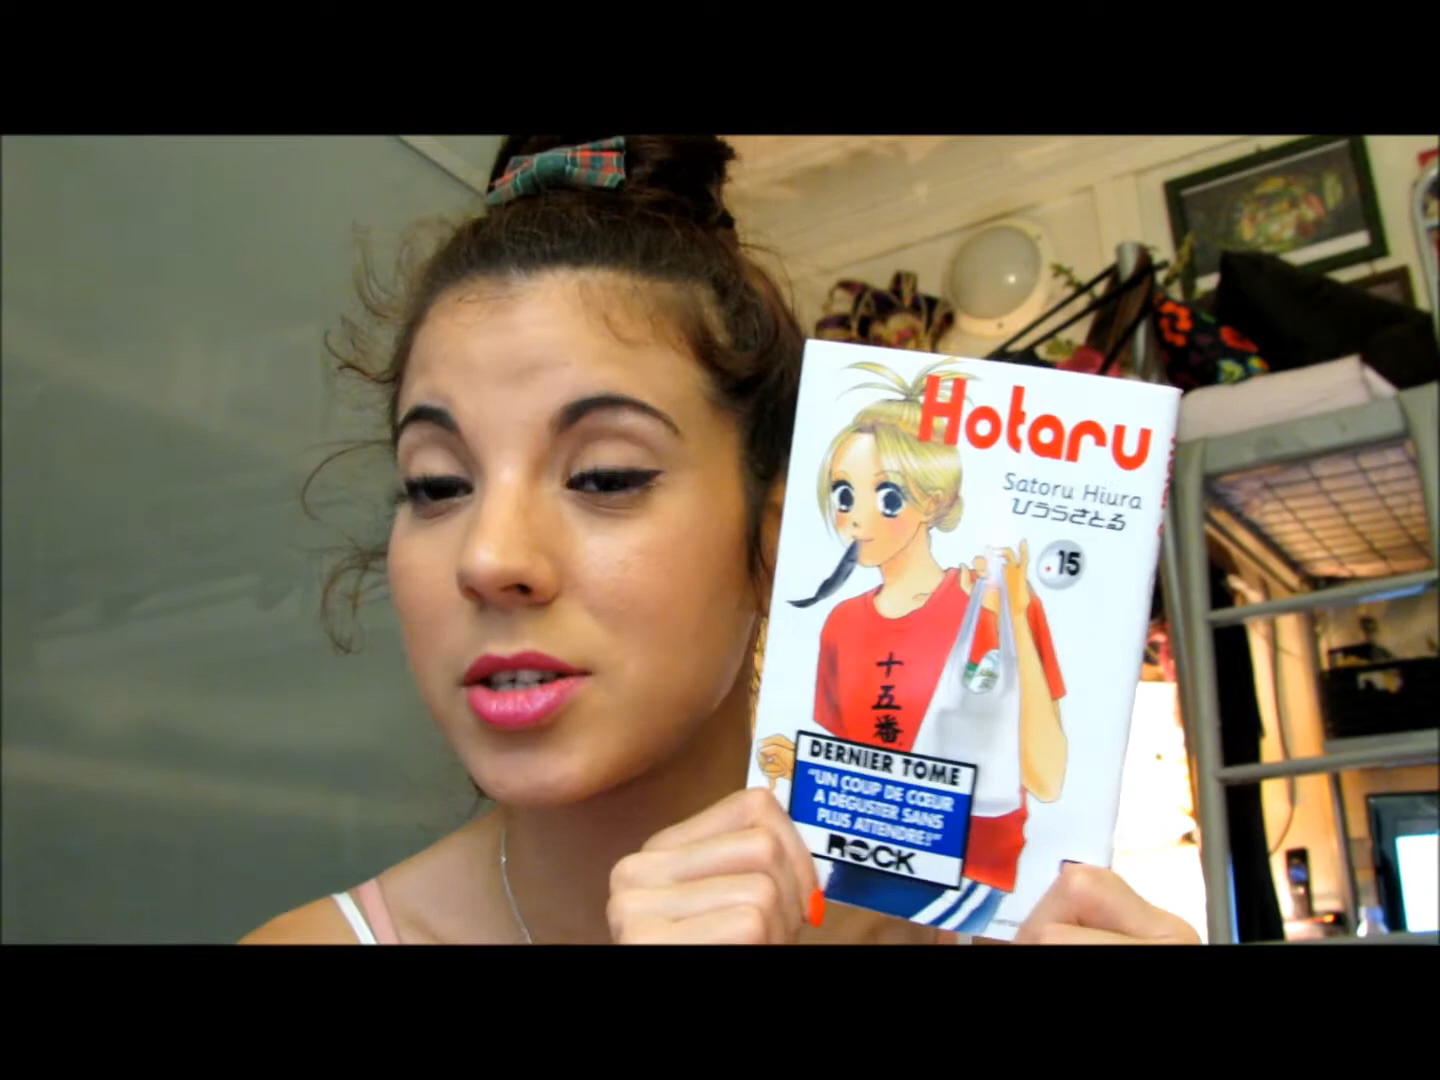 Hotaru
Satoru Hiura
ひうらさとる
.15
十五番
DERNIER TOME
"UN COUP DE CŒUR
A DÉGUSTER SANS
PLUS ATTENDRE!"
ROCK